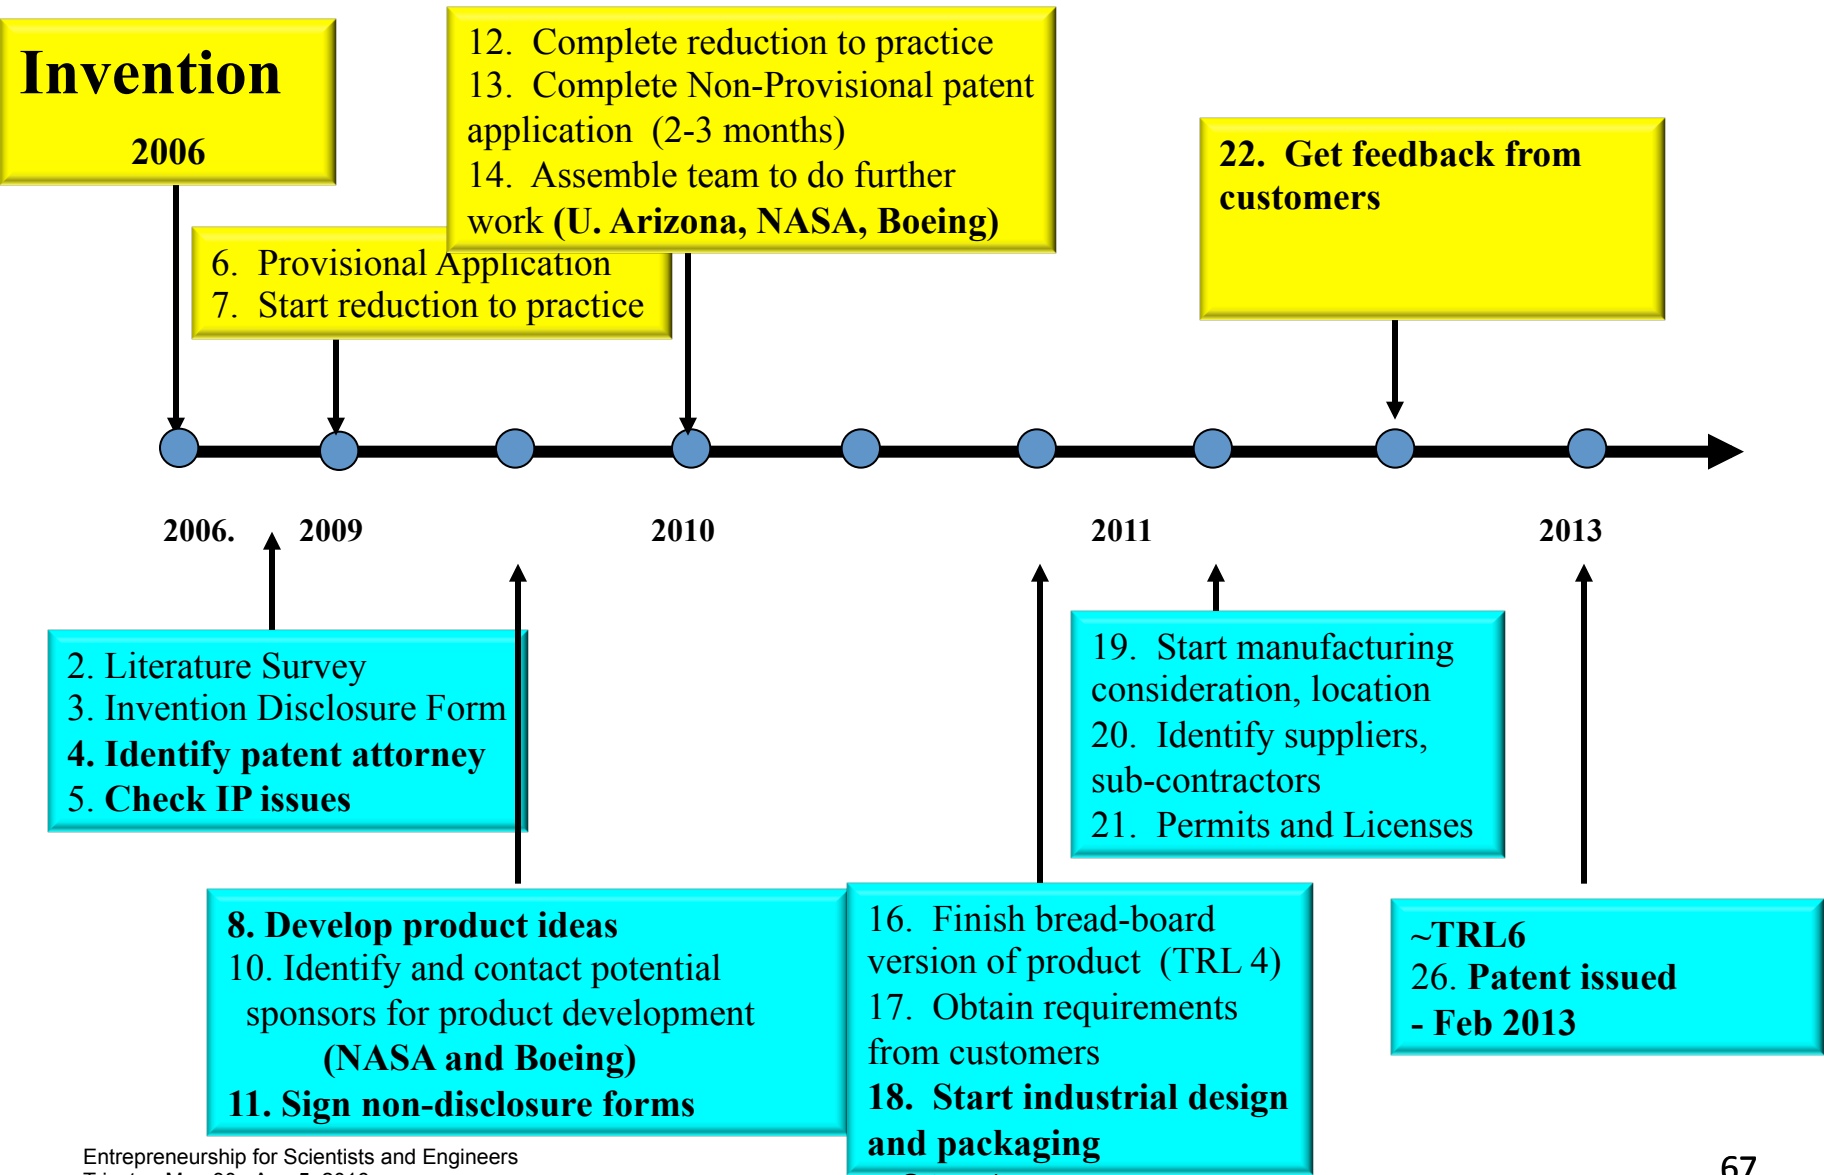 Invention
2006
12. Complete reduction to practice
13. Complete Non-Provisional patent
application (2-3 months)
14. Assemble team to do further
work (U. Arizona, NASA, Boeing)
22. Get feedback from
customers
6. Provisional Application
7. Start reduction to practice
2006.
2009
2010
2011
2013
2. Literature Survey
3. Invention Disclosure Form
4. Identify patent attorney
5. Check IP issues
19. Start manufacturing
consideration, location
20. Identify suppliers,
sub-contractors
21. Permits and Licenses
8. Develop product ideas
10. Identify and contact potential
sponsors for product development
(NASA and Boeing)
11. Sign non-disclosure forms
16. Finish bread-board
version of product (TRL 4)
17. Obtain requirements
from customers
18. Start industrial design
and packaging
~TRL6
26. Patent issued
- Feb 2013
Entrepreneurship for Scientists and Engineers
67